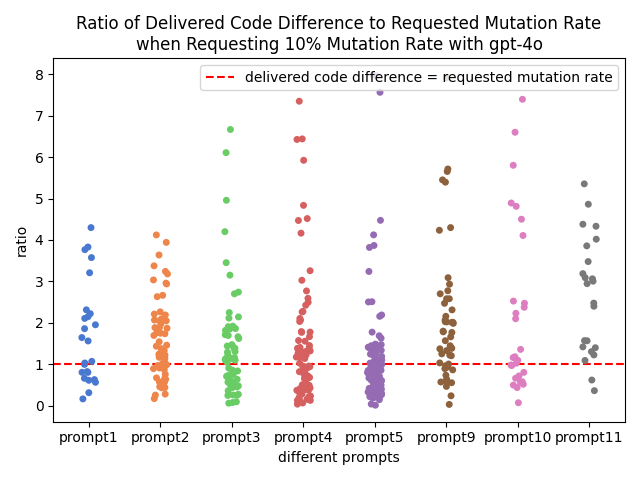 Ratio of Delivered Code Difference to Requested Mutation Rate
when Requesting 10% Mutation Rate with gpt-4o
delivered code difference = requested mutation rate
8
7
6
5
4
3
2
1
0
ratio
prompt1 prompt2 prompt3 prompt4 prompt5 prompt9 prompt10 prompt11
different prompts